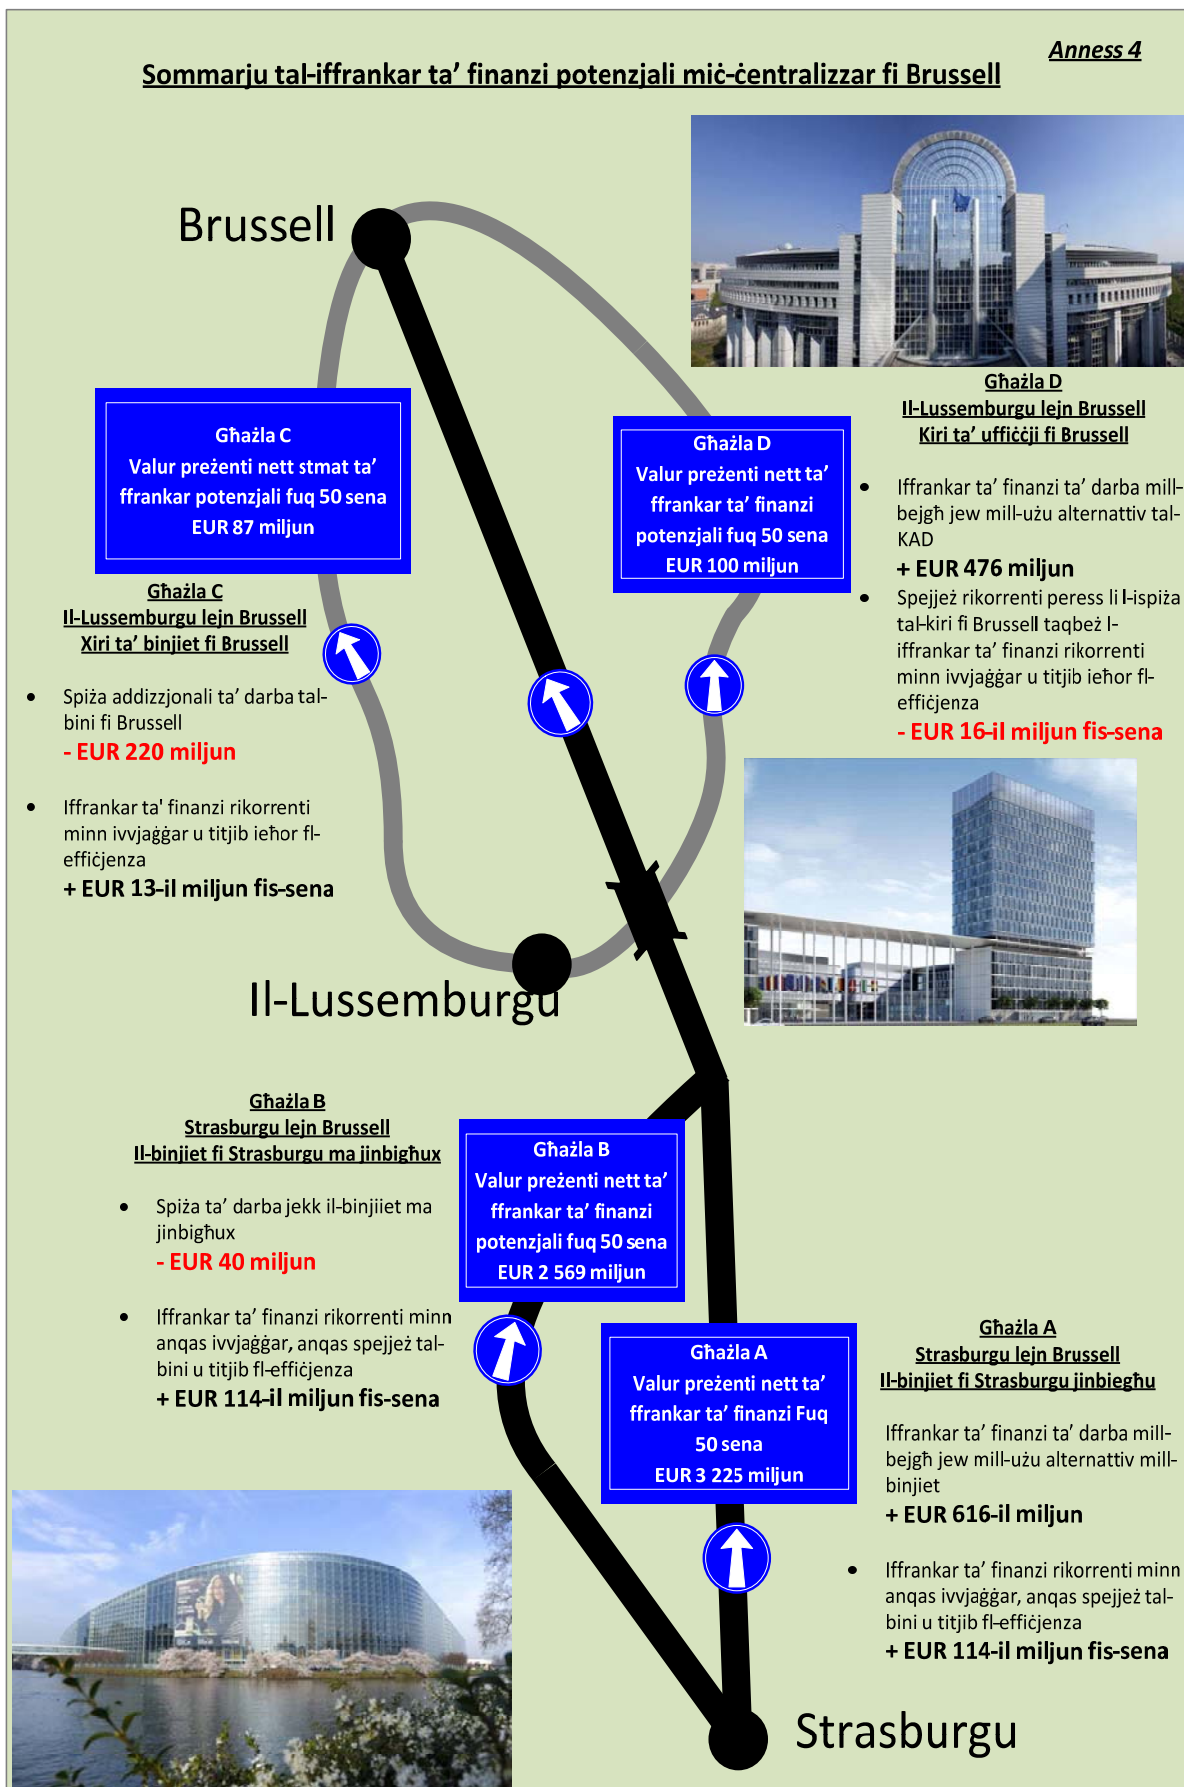 Anness 4
Sommarju tal-iffrankar ta’ finanzi potenzjali miċ-ċentralizzar fi Brussell
Brussell
Għażla D
Il-Lussemburgu lejn Brussell
Kiri ta’ uffiċċji fi Brussell
• Iffrankar ta’ finanzi ta’ darba mill-
bejgħ jew mill-użu alternattiv tal-
KAD
+ EUR 476 miljun
• Spejjeż rikorrenti peress li l-ispiża
tal-kiri fi Brussell taqbeż l-
iffrankar ta’ finanzi rikorrenti
minn ivvjaġġar u titjib ieħor fl-
effiċjenza
- EUR 16-il miljun fis-sena
Għażla C
Valur preżenti nett stmat ta’
ffrankar potenzjali fuq 50 sena
EUR 87 miljun
Għażla D
Valur preżenti nett ta’
ffrankar ta’ finanzi
potenzjali fuq 50 sena
EUR 100 miljun
Għażla C
Il-Lussemburgu lejn Brussell
Xiri ta’ binjiet fi Brussell
• Spiża addizzjonali ta’ darba tal-
bini fi Brussell
- EUR 220 miljun
• Iffrankar ta' finanzi rikorrenti
minn ivvjaġġar u titjib ieħor fl-
effiċjenza
+ EUR 13-il miljun fis-sena
Il-Lussemburgu
Għażla B
Strasburgu lejn Brussell
Il-binjiet fi Strasburgu ma jinbigħux
• Spiża ta’ darba jekk il-binjiiet ma
jinbigħux
- EUR 40 miljun
• Iffrankar ta’ finanzi rikorrenti minn
anqas ivvjaġġar, anqas spejjeż tal-
bini u titjib fl-effiċjenza
+ EUR 114-il miljun fis-sena
Għażla B
Valur preżenti nett ta’
ffrankar ta’ finanzi
potenzjali fuq 50 sena
EUR 2 569 miljun
Għażla A
Valur preżenti nett ta’
ffrankar ta’ finanzi Fuq
50 sena
EUR 3 225 miljun
Għażla A
Strasburgu lejn Brussell
Il-binjiet fi Strasburgu jinbiegħu
Iffrankar ta’ finanzi ta’ darba mill-
bejgħ jew mill-użu alternattiv mill-
binjiet
+ EUR 616-il miljun
• Iffrankar ta’ finanzi rikorrenti minn
anqas ivvjaġġar, anqas spejjeż tal-
bini u titjib fl-effiċjenza
+ EUR 114-il miljun fis-sena
Strasburgu